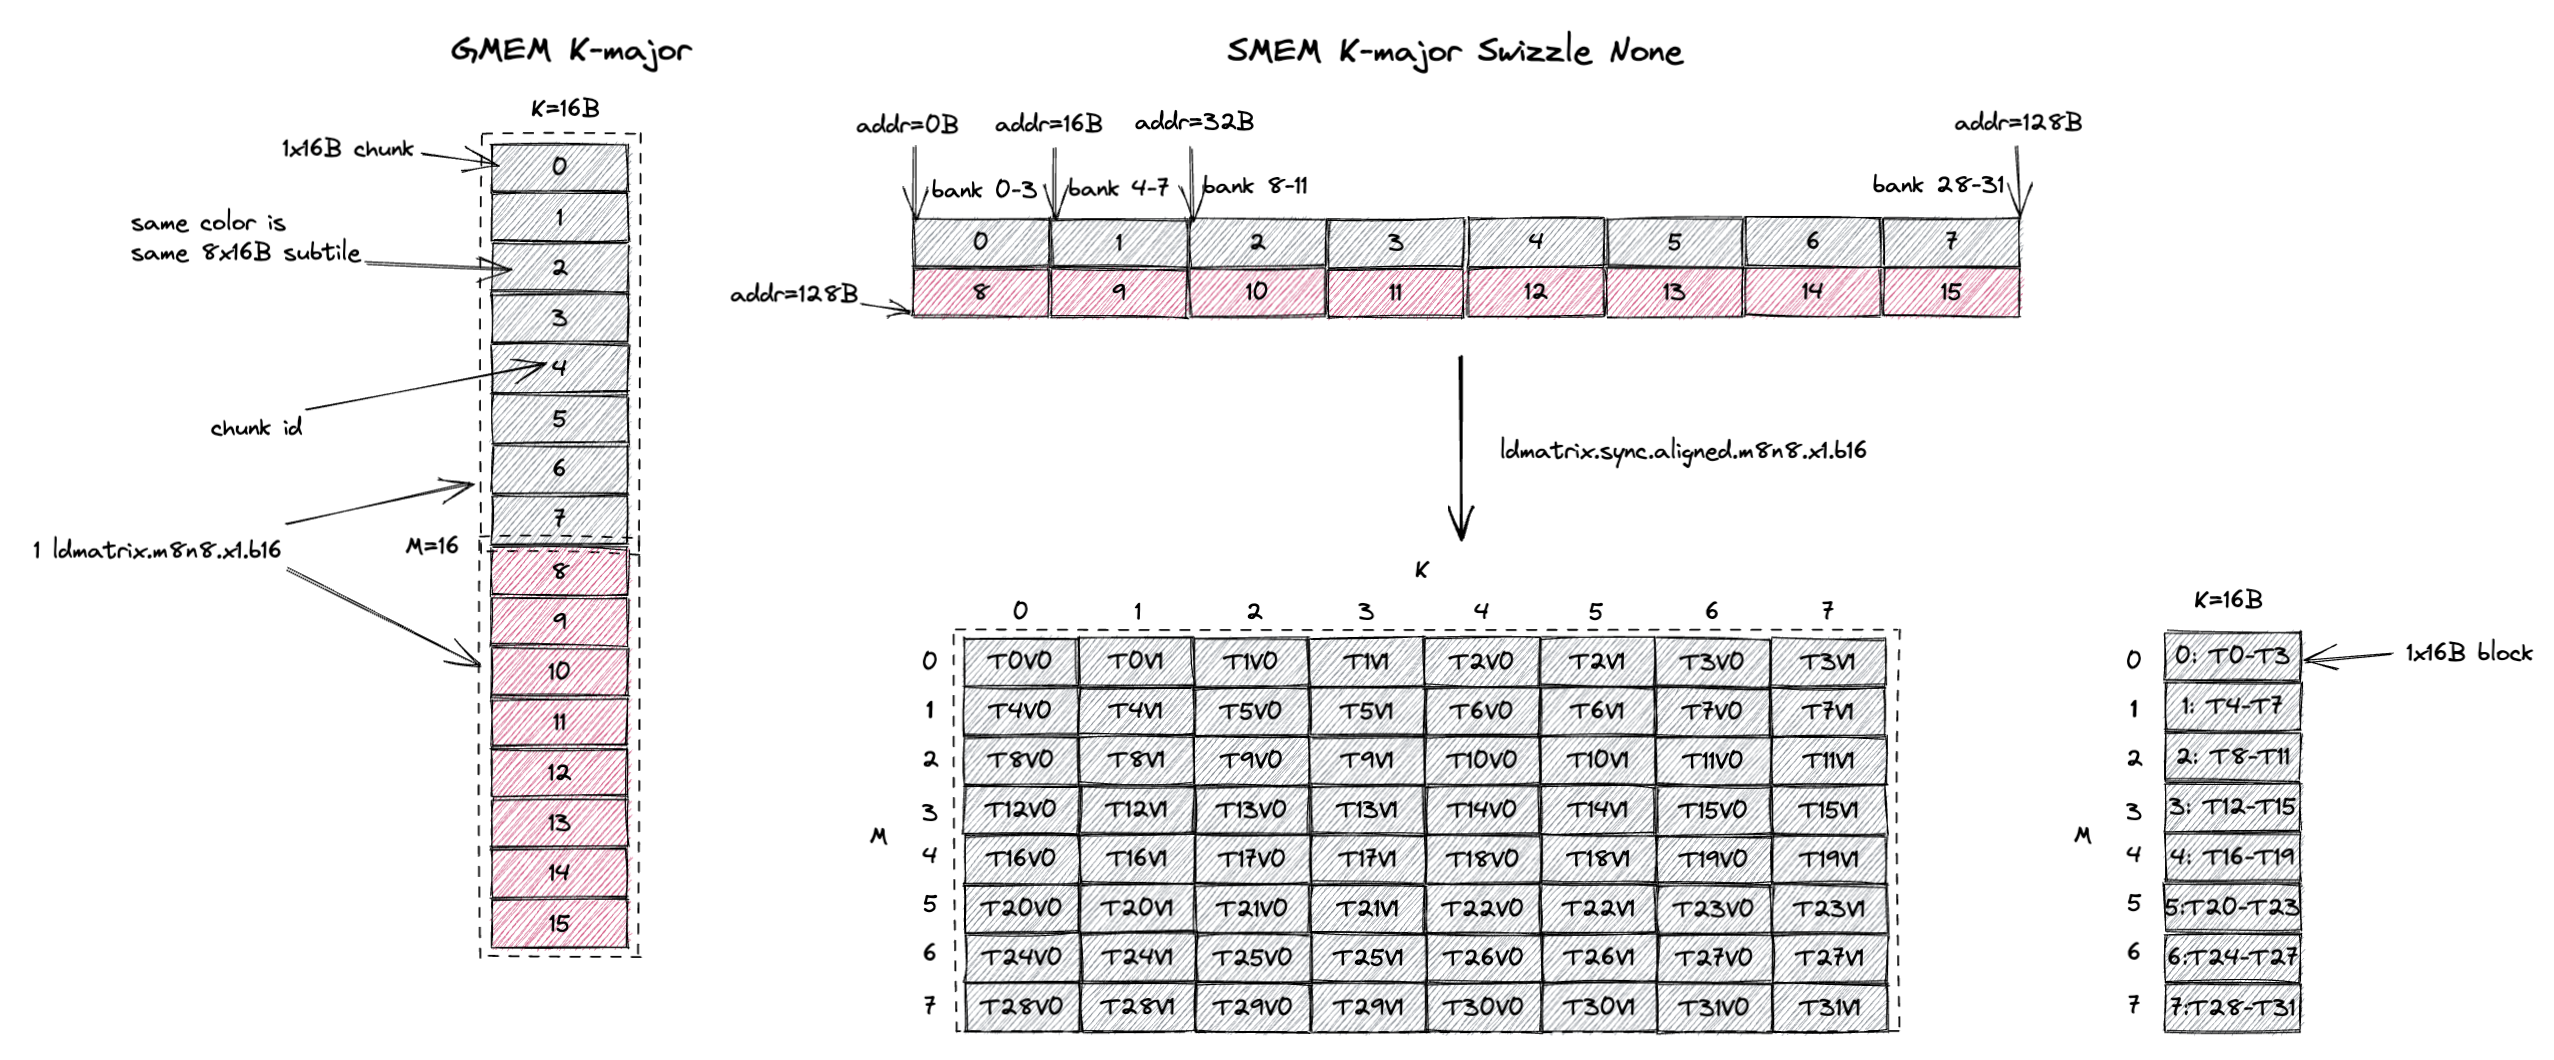 GMEM K-major
K=16B
1x16B chunk
same color is
same 8x16B subtile
chunk id
1 ldmatrix.m8n8.x1.b16
M=16
0
1
2
3
4
5
6
7
8
9
10
11
12
13
14
15
SMEM K-major Swizzle None
addr=0B addr=16B addr=32B addr=128B
bank 0-3 bank 4-7 bank 8-11 bank 28-31
0 1 2 3 4 5 6 7
addr=128B 8 9 10 11 12 13 14 15
ldmatrix.sync.aligned.m8n8.x1.b16
K
0 1 2 3 4 5 6 7
M
0 T0V0 T0V1 T1V0 T1V1 T2V0 T2V1 T3V0 T3V1
1 T4V0 T4V1 T5V0 T5V1 T6V0 T6V1 T7V0 T7V1
2 T8V0 T8V1 T9V0 T9V1 T10V0 T10V1 T11V0 T11V1
3 T12V0 T12V1 T13V0 T13V1 T14V0 T14V1 T15V0 T15V1
4 T16V0 T16V1 T17V0 T17V1 T18V0 T18V1 T19V0 T19V1
5 T20V0 T20V1 T21V0 T21V1 T22V0 T22V1 T23V0 T23V1
6 T24V0 T24V1 T25V0 T25V1 T26V0 T26V1 T27V0 T27V1
7 T28V0 T28V1 T29V0 T29V1 T30V0 T30V1 T31V0 T31V1
K=16B
1x16B block
M
0 0: T0-T3
1 1: T4-T7
2 2: T8-T11
3 3: T12-T15
4 4: T16-T19
5 5:T20-T23
6 6:T24-T27
7 7:T28-T31